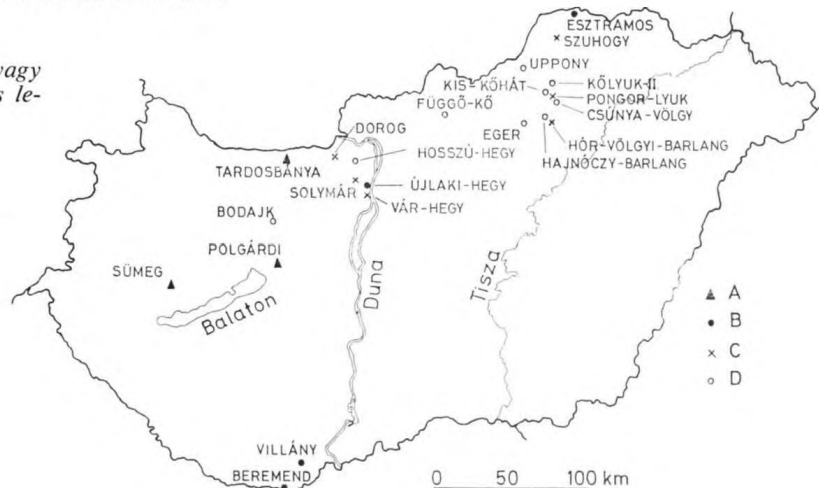 vagy
s le-
ESZTRAMOS
SZUHOGY
UPPONY
KIS-KŐHÁT
KŐLYUK-II
PONGOR-LYUK
CSÚNYA-VÖLGY
FÜGGŐ-KŐ
EGER
HÓR-VÖLGYI-BARLANG
HAJNÓCZY-BARLANG
DOROG
HOSSZÚ-HEGY
TARDOSBÁNYA
SOLYMÁR
ÚJLAKI-HEGY
VÁR-HEGY
BODAJK
POLGÁRDI
SÜMEG
Balaton
Duna
Tisza
A
B
C
D
VILLÁNY
BEREMEND
0 50 100 km